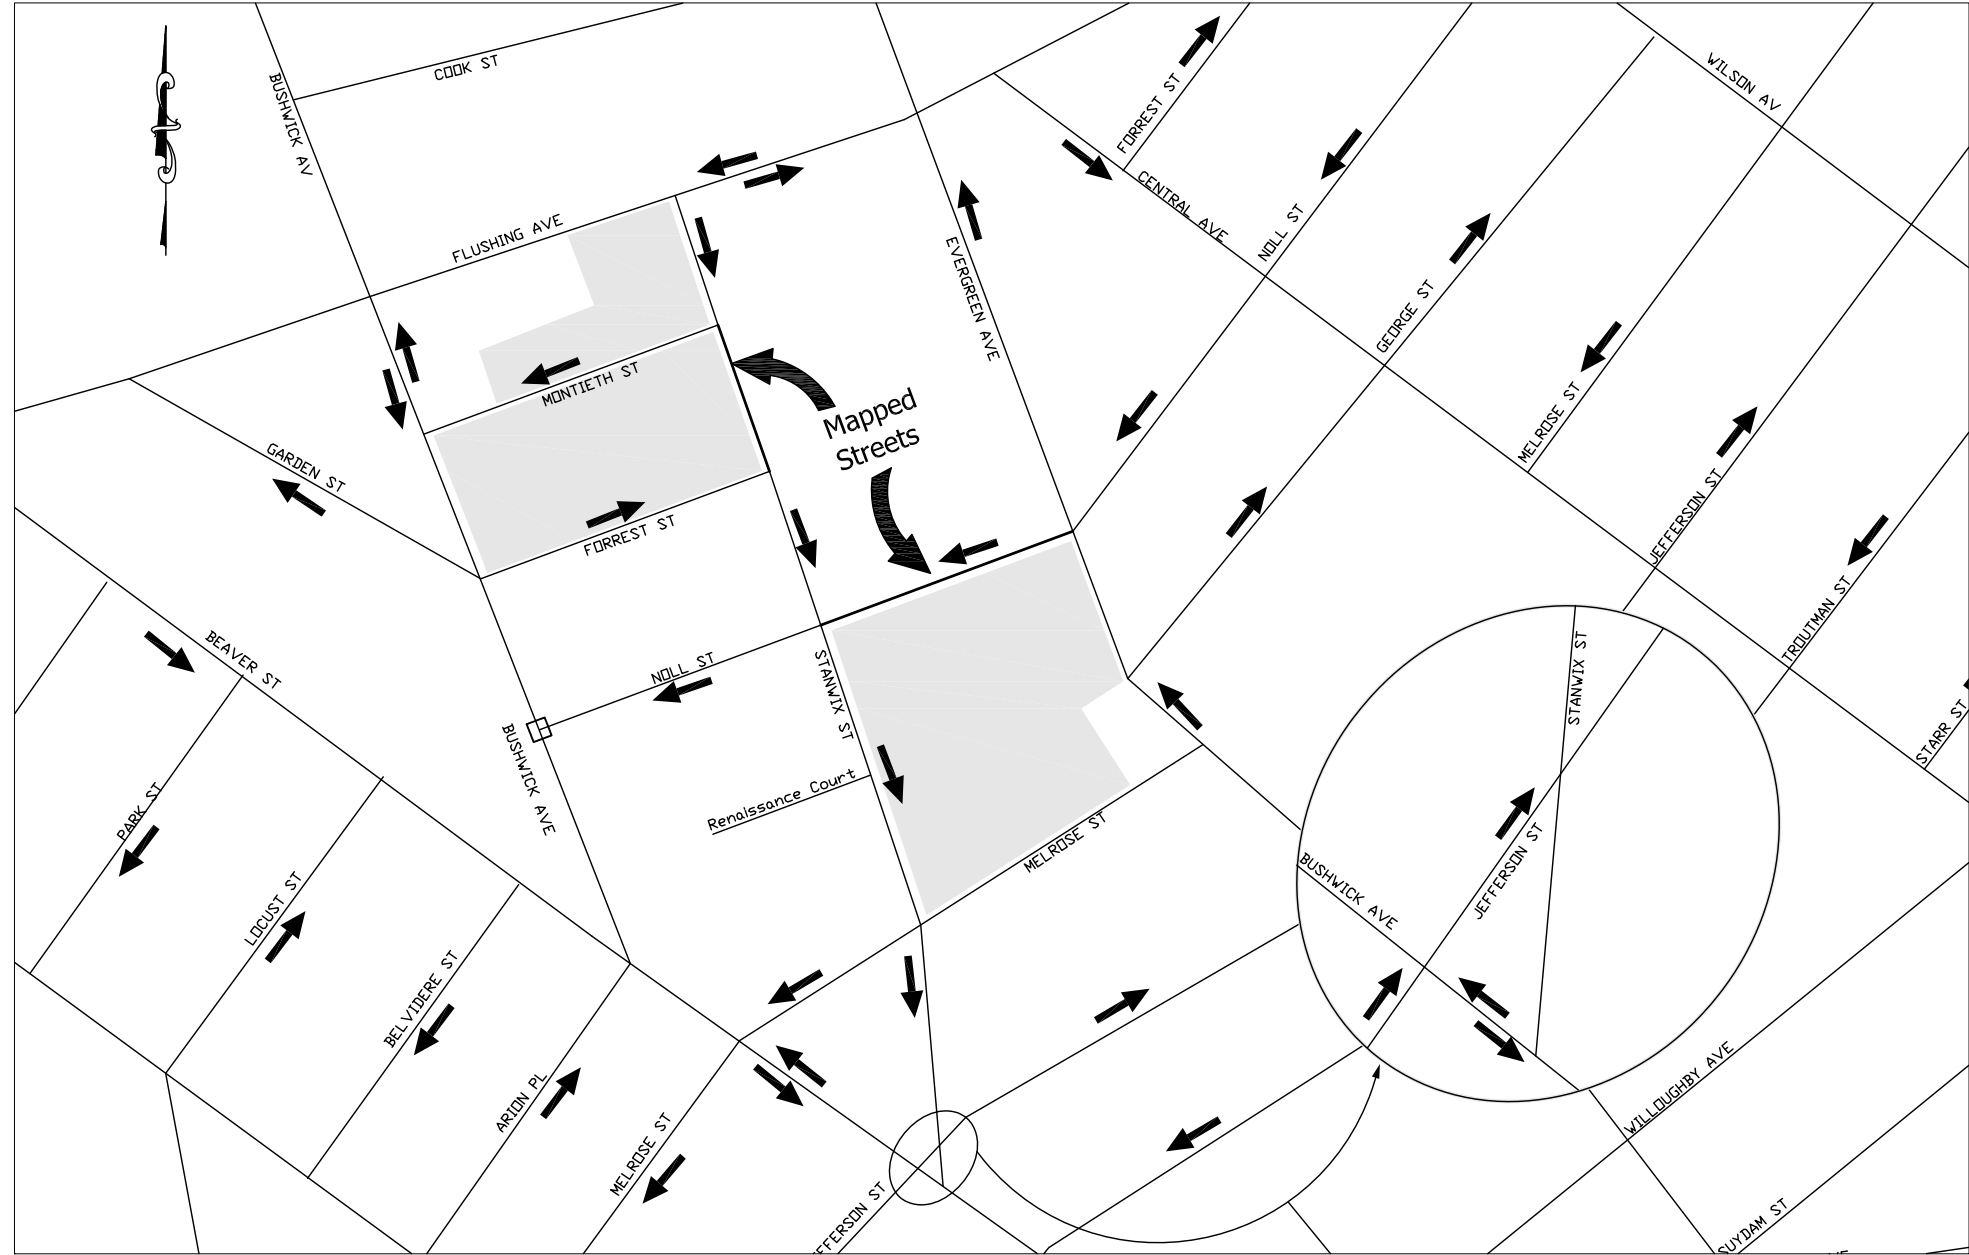 COOK ST
BUSHWICK AV
WILSON AV
FORREST ST
CENTRAL AVE
NOLL ST
FLUSHING AVE
EVERGREEN AVE
GEORGE ST
MONTIETH ST
Mapped
Streets
MELROSE ST
GARDEN ST
FORREST ST
JEFFERSON ST
TROUTMAN ST
BEAVER ST
NOLL ST
STANWIX ST
STANWIX ST
STARR ST
BUSHWICK AVE
Renaissance Court
PARK ST
MELROSE ST
JEFFERSON ST
BUSHWICK AVE
LOCUST ST
BELVIDERE ST
ARION PL
WILLOUGHBY AVE
MELROSE ST
EFFERSON ST
SUYDAM ST